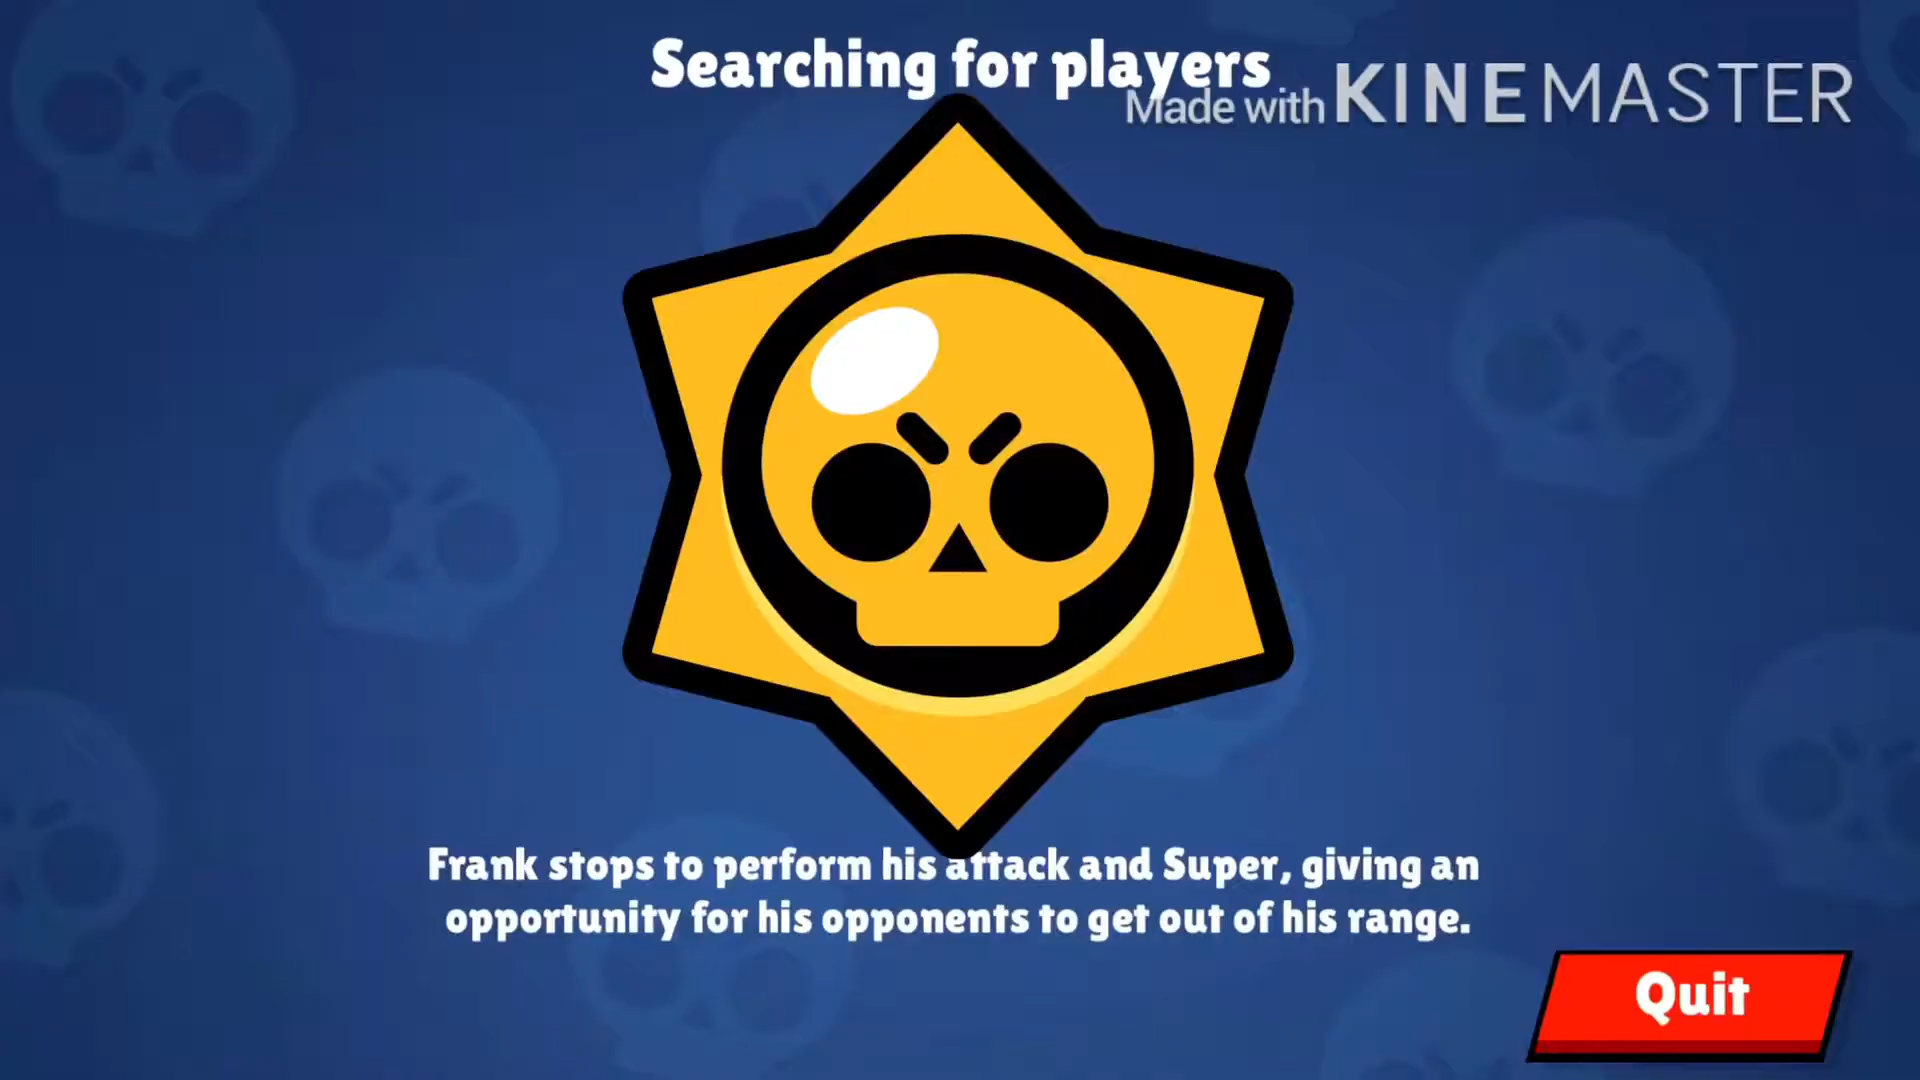 Searching for players
Made with KINEMASTER
Frank stops to perform his attack and Super, giving an
opportunity for his opponents to get out of his range.
Quit